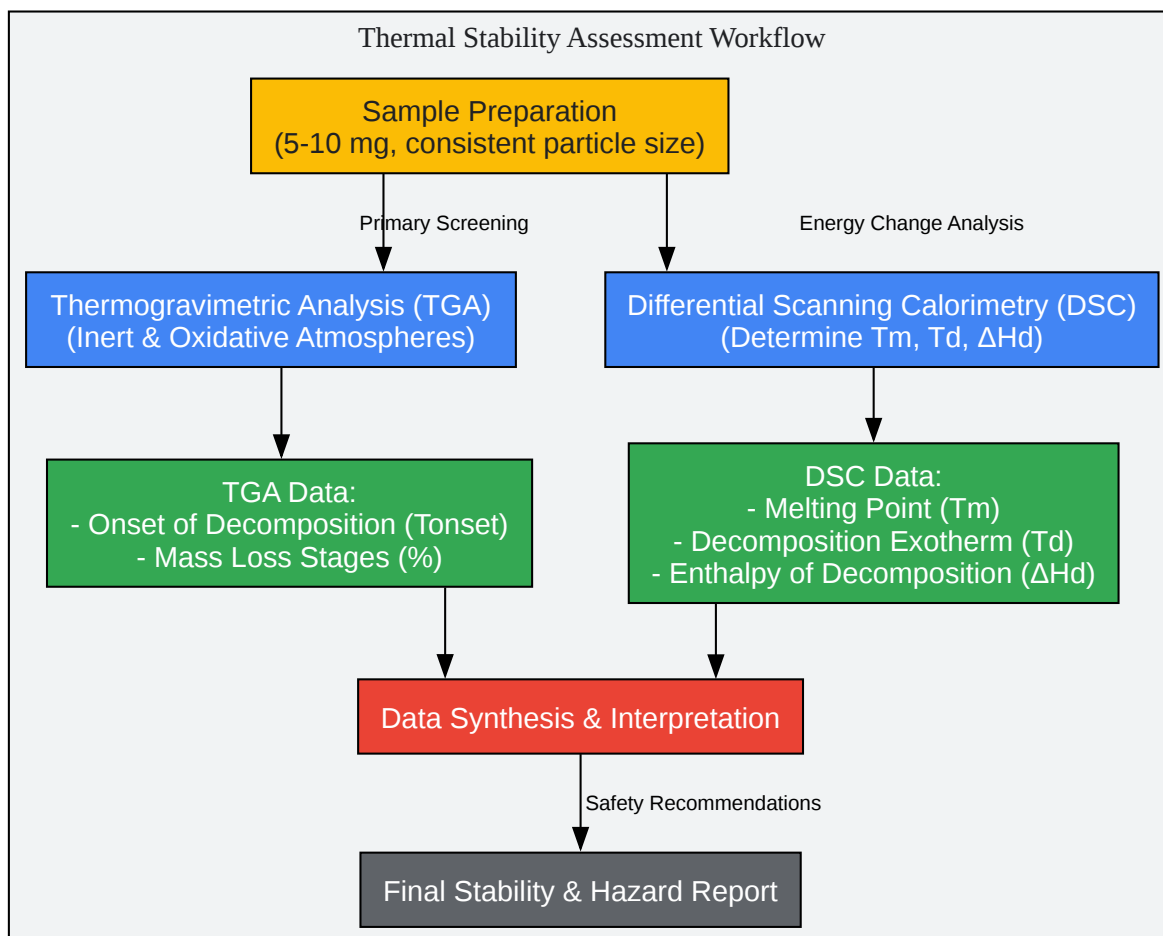 Thermal Stability Assessment Workflow
Sample Preparation
(5-10 mg, consistent particle size)
Primary Screening
Energy Change Analysis
Thermogravimetric Analysis (TGA)
(Inert & Oxidative Atmospheres)
Differential Scanning Calorimetry (DSC)
(Determine Tm, Td, ΔHd)
TGA Data:
- Onset of Decomposition (Tonset)
- Mass Loss Stages (%)
DSC Data:
- Melting Point (Tm)
- Decomposition Exotherm (Td)
- Enthalpy of Decomposition (ΔHd)
Data Synthesis & Interpretation
Safety Recommendations
Final Stability & Hazard Report